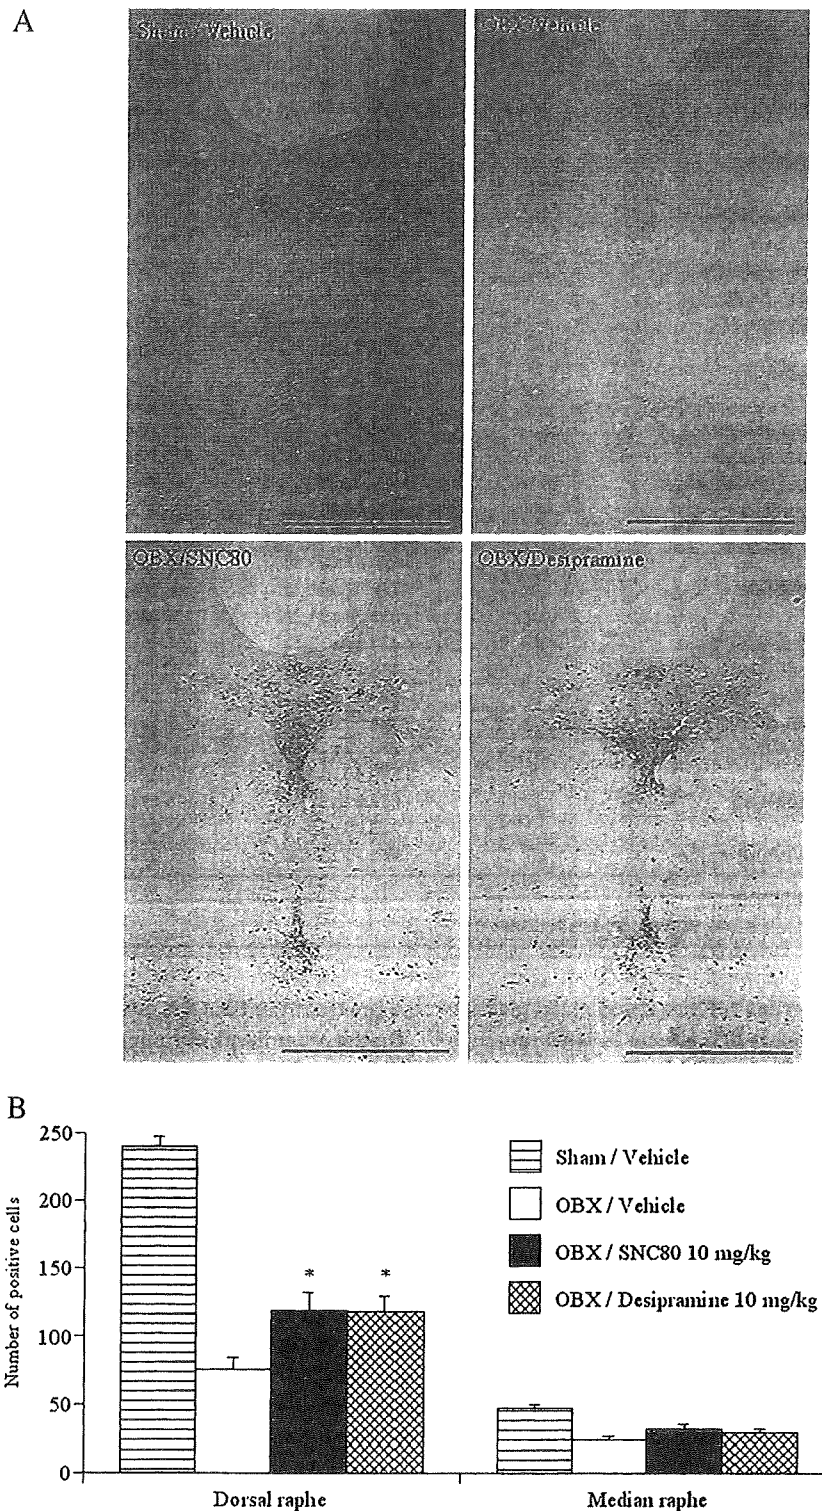 A
Sham / Vehicle
OBX/Vehicle
OBX/SNC80
OBX/Desipramine
B
Number of positive cells
250
200
150
100
50
0
*
*
Sham / Vehicle
OBX / Vehicle
OBX / SNC80 10 mg/kg
OBX / Desipramine 10 mg/kg
Dorsal raphe
Median raphe